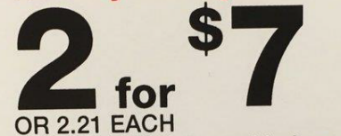 2 for $7
OR 2.21 EACH